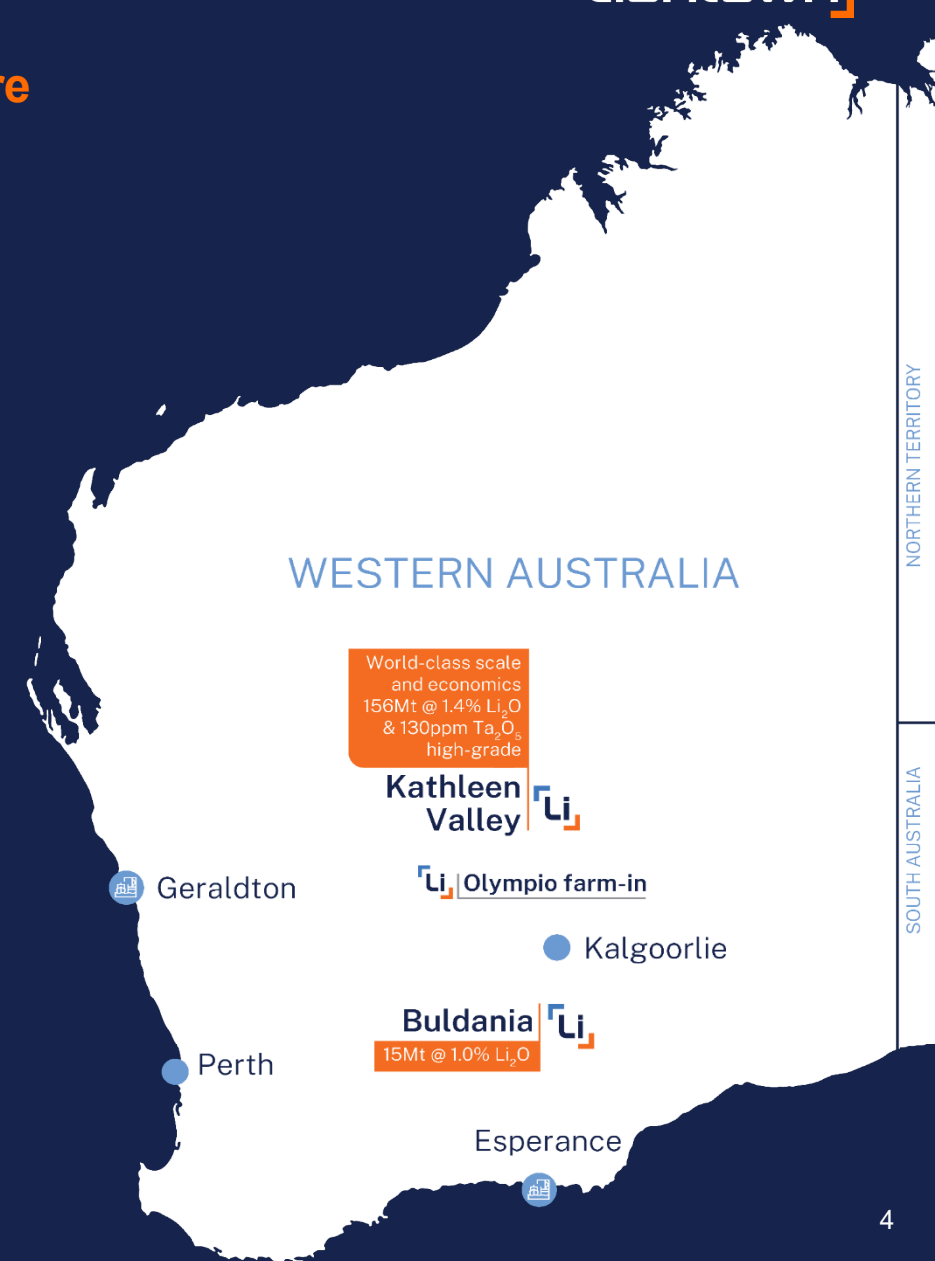 WESTERN AUSTRALIA
NORTHERN TERRITORY
World-class scale
and economics
156Mt @ 1.4% Li₂O
& 130ppm Ta₂O₅
high-grade
Kathleen
Valley
Li
SOUTH AUSTRALIA
Geraldton
Li
Olympio farm-in
Kalgoorlie
Buldania
Li
15Mt @ 1.0% Li₂O
Perth
Esperance
4